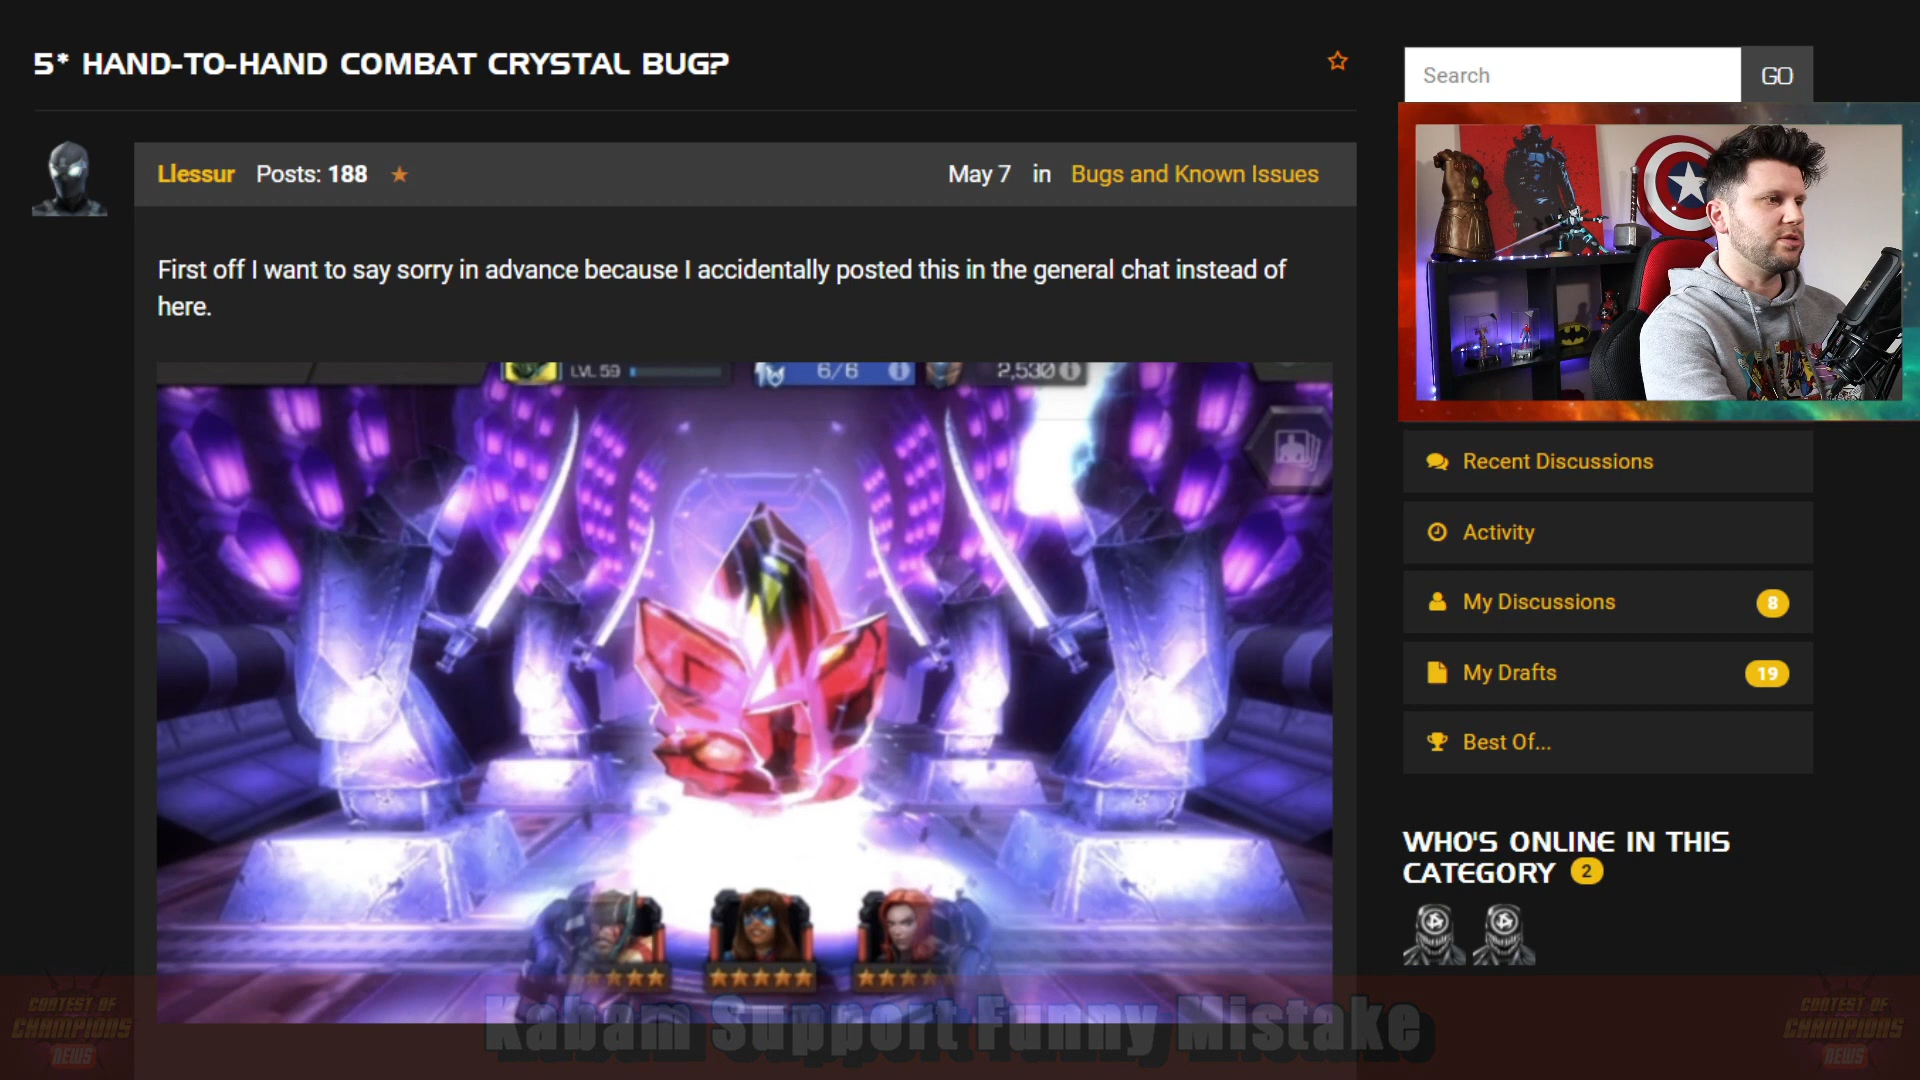 5* HAND-TO-HAND COMBAT CRYSTAL BUG?
Search
GO
Llessur Posts: 188
May 7 in Bugs and Known Issues
First off I want to say sorry in advance because I accidentally posted this in the general chat instead of
here.
LVL 59
6/6
2,530
Recent Discussions
Activity
My Discussions 8
My Drafts 19
Best Of...
WHO'S ONLINE IN THIS
CATEGORY 2
Kabam Support Funny Mistake
CONTEST OF
CHAMPIONS
NEWS
CONTEST OF
CHAMPIONS
NEWS